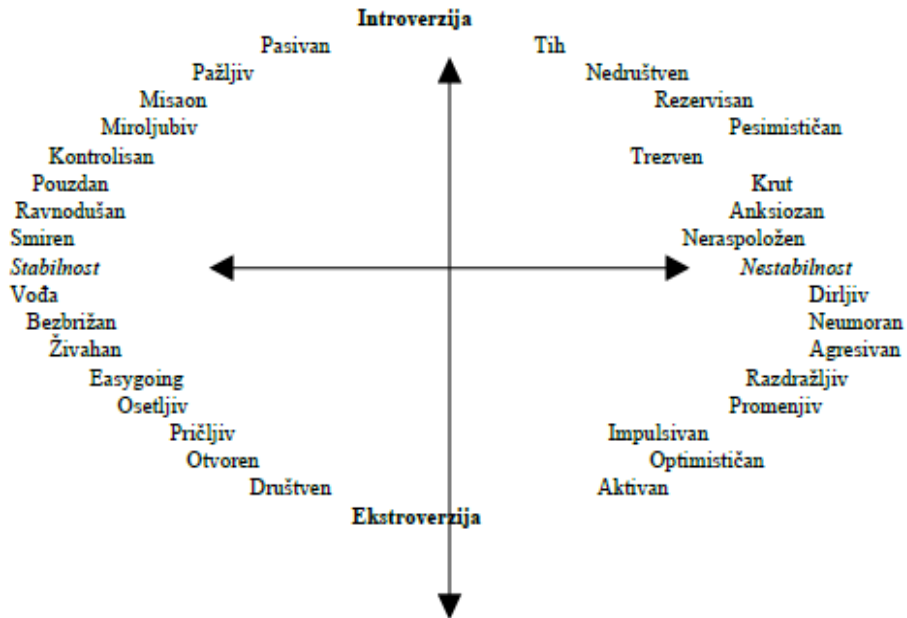 Introverzija
Pasivan Tih
Pažljiv Nedruštven
Misaon Rezervisan
Miroljubiv Pesimističan
Kontrolisan Trezven
Pouzdan Krut
Ravnodušan Anksiozan
Smiren Neraspoložen
Stabilnost Nestabilnost
Vođa Dirljiv
Bezbrižan Neumoran
Živahan Agresivan
Easygoing Razdražljiv
Osetljiv Promenjiv
Pričljiv Impulsivan
Otvoren Optimističan
Društven Aktivan
Ekstroverzija